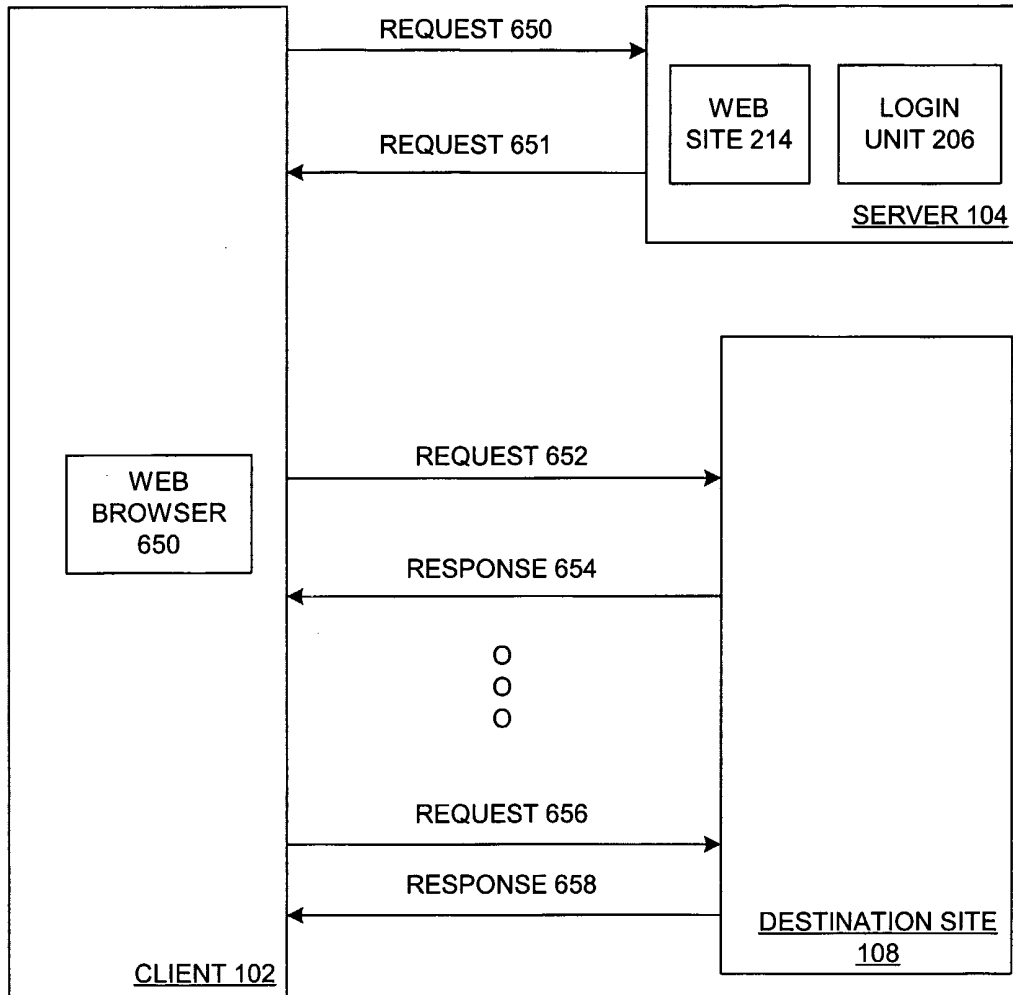 REQUEST 650
WEB
SITE 214
LOGIN
UNIT 206
REQUEST 651
SERVER 104
REQUEST 652
WEB
BROWSER
650
RESPONSE 654
O
O
O
REQUEST 656
RESPONSE 658
DESTINATION SITE
108
CLIENT 102